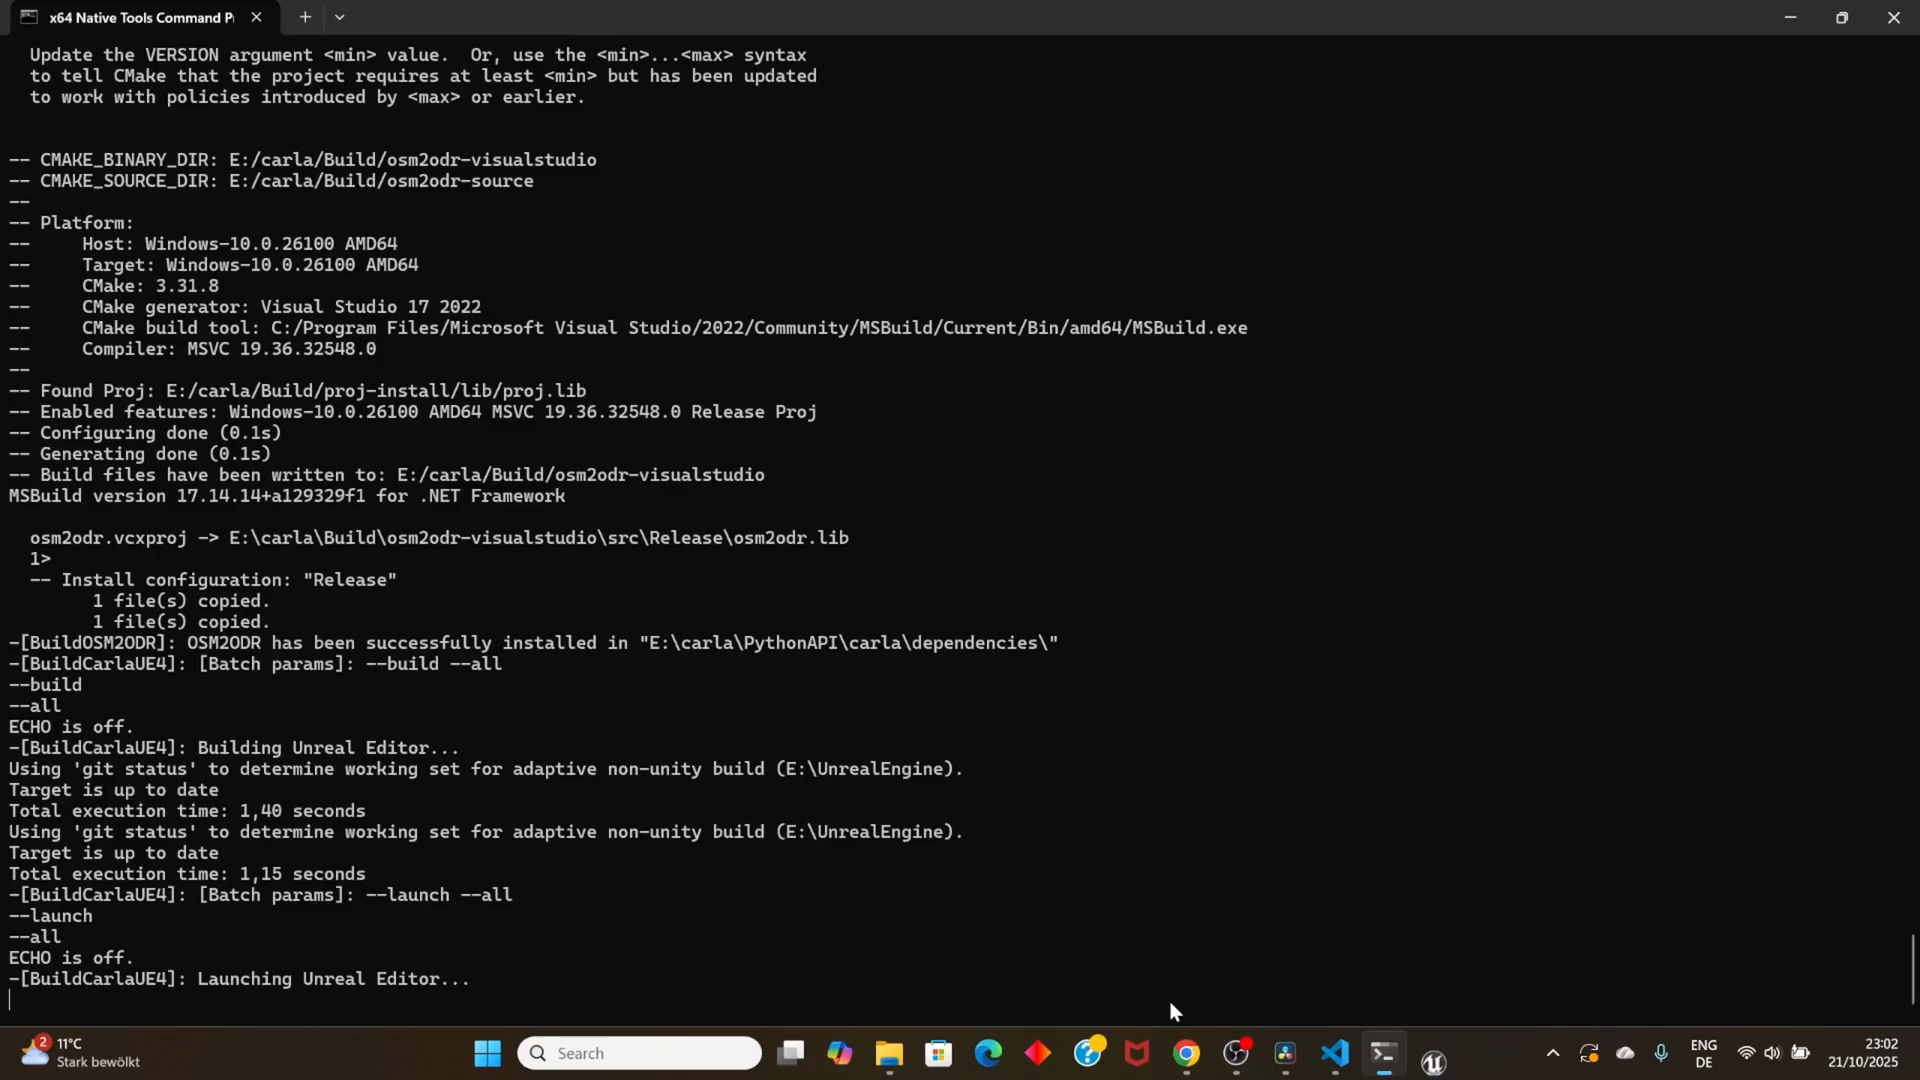 x64 Native Tools Command P
Update the VERSION argument <min> value.  Or, use the <min>...<max> syntax
to tell CMake that the project requires at least <min> but has been updated
to work with policies introduced by <max> or earlier.
-- CMAKE_BINARY_DIR: E:/carla/Build/osm2odr-visualstudio
-- CMAKE_SOURCE_DIR: E:/carla/Build/osm2odr-source
--
-- Platform:
--     Host: Windows-10.0.26100 AMD64
--     Target: Windows-10.0.26100 AMD64
--     CMake: 3.31.8
--     CMake generator: Visual Studio 17 2022
--     CMake build tool: C:/Program Files/Microsoft Visual Studio/2022/Community/MSBuild/Current/Bin/amd64/MSBuild.exe
--     Compiler: MSVC 19.36.32548.0
--
-- Found Proj: E:/carla/Build/proj-install/lib/proj.lib
-- Enabled features: Windows-10.0.26100 AMD64 MSVC 19.36.32548.0 Release Proj
-- Configuring done (0.1s)
-- Generating done (0.1s)
-- Build files have been written to: E:/carla/Build/osm2odr-visualstudio
MSBuild version 17.14.14+a129329f1 for .NET Framework
osm2odr.vcxproj -> E:\carla\Build\osm2odr-visualstudio\src\Release\osm2odr.lib
1>
-- Install configuration: "Release"
1 file(s) copied.
1 file(s) copied.
-[BuildOSM2ODR]: OSM2ODR has been successfully installed in "E:\carla\PythonAPI\carla\dependencies\"
-[BuildCarlaUE4]: [Batch params]: --build --all
--build
--all
ECHO is off.
-[BuildCarlaUE4]: Building Unreal Editor...
Using 'git status' to determine working set for adaptive non-unity build (E:\UnrealEngine).
Target is up to date
Total execution time: 1,40 seconds
Using 'git status' to determine working set for adaptive non-unity build (E:\UnrealEngine).
Target is up to date
Total execution time: 1,15 seconds
-[BuildCarlaUE4]: [Batch params]: --launch --all
--launch
--all
ECHO is off.
-[BuildCarlaUE4]: Launching Unreal Editor...
2
11°C
Stark bewölkt
Search
ENG
DE
23:02
21/10/2025